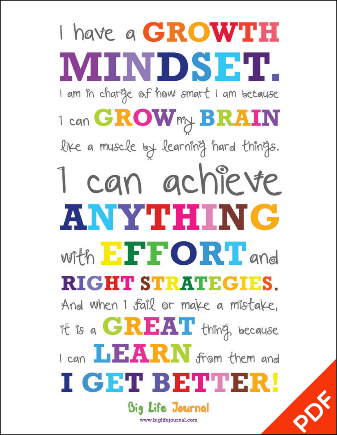 I have a GROWTH
MINDSET.
I am in charge of how smart I am because
I can GROW my BRAIN
like a muscle by learning hard things.
I can achieve
ANYTHING
with EFFORT and
RIGHT STRATEGIES.
And when I fail or make a mistake,
it is a GREAT thing, because
I can LEARN from them and
I GET BETTER!
Big Life Journal
www.biglifejournal.com
PDF